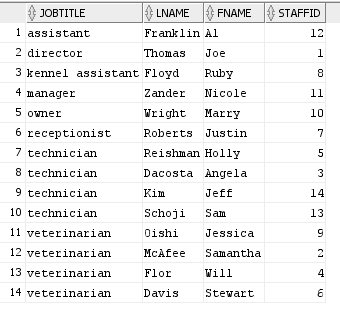 JOBTITLE LNAME FNAME STAFFID
1 assistant Franklin Al 12
2 director Thomas Joe 1
3 kennel assistant Floyd Ruby 8
4 manager Zander Nicole 11
5 owner Wright Marry 10
6 receptionist Roberts Justin 7
7 technician Reishman Holly 5
8 technician Dacosta Angela 3
9 technician Kim Jeff 14
10 technician Schoji Sam 13
11 veterinarian Oishi Jessica 9
12 veterinarian McAfee Samantha 2
13 veterinarian Flor Will 4
14 veterinarian Davis Stewart 6